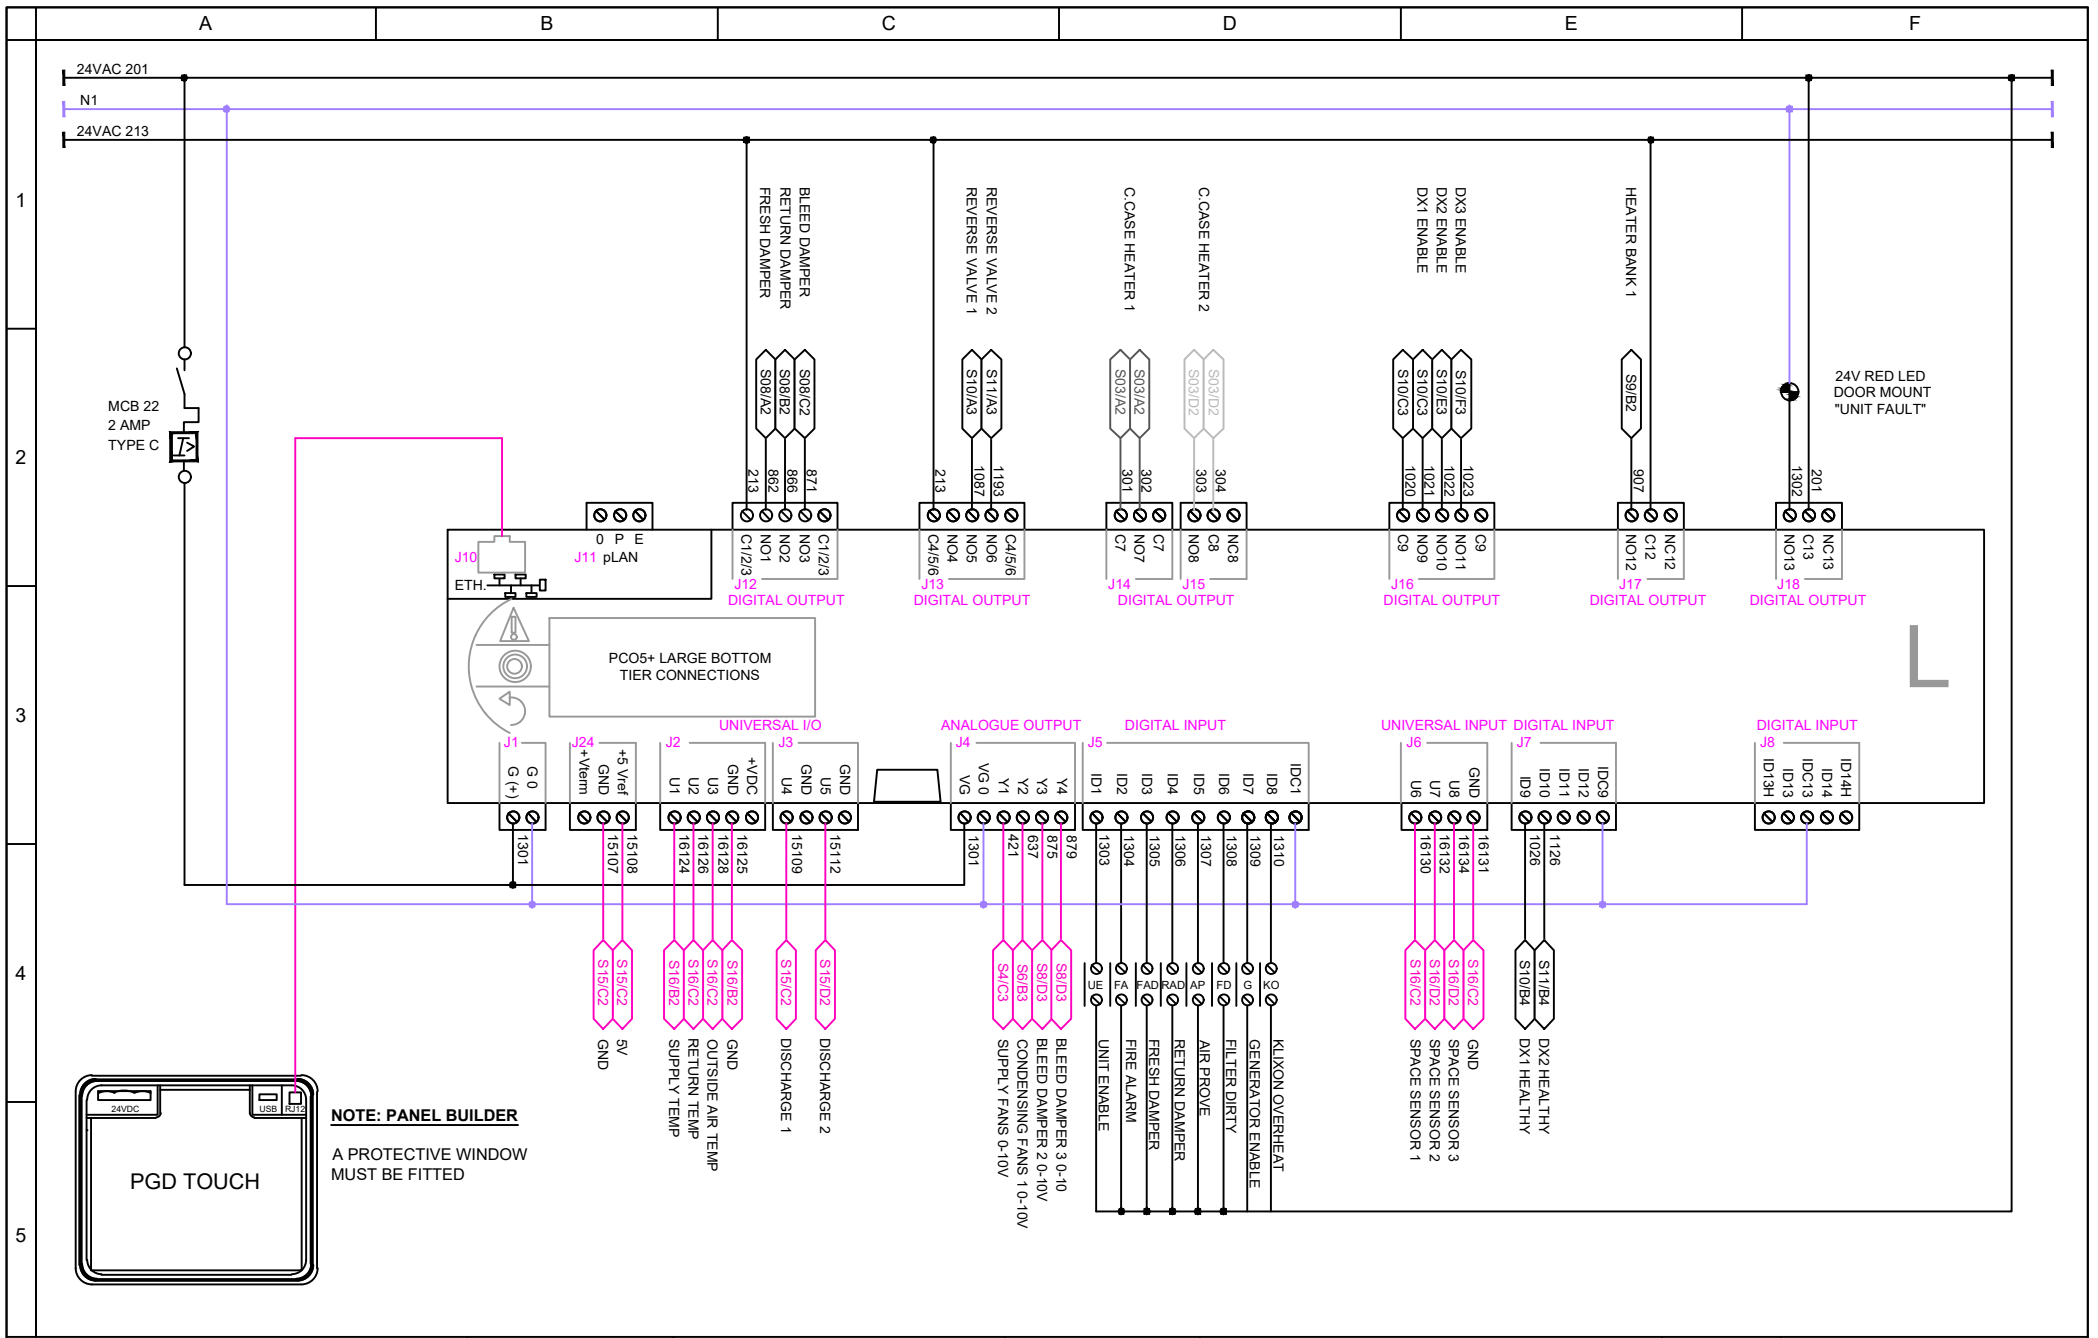 A
B
C
D
E
F
1
2
3
4
5
24VAC 201
N1
24VAC 213
FRESH DAMPER
RETURN DAMPER
BLEED DAMPER
REVERSE VALVE 1
REVERSE VALVE 2
C.CASE HEATER 1
C.CASE HEATER 2
DX1 ENABLE
DX2 ENABLE
DX3 ENABLE
HEATER BANK 1
S08/A2
S08/B2
S08/C2
S10/A3
S11/A3
S03/A2
S03/A2
S03/D2
S03/D2
S10/C3
S10/C3
S10/E3
S10/F3
S9/B2
24V RED LED
DOOR MOUNT
"UNIT FAULT"
MCB 22
2 AMP
TYPE C
I>
213
862
866
871
213
1087
1193
301
302
303
304
1020
1021
1022
1023
907
1302
201
J10
ETH.
0 P E
J11 pLAN
C1/2/3
NO1
NO2
NO3
C1/2/3
J12
DIGITAL OUTPUT
C4/5/6
NO4
NO5
NO6
C4/5/6
J13
DIGITAL OUTPUT
C7
NO7
C7
J14
NO8
C8
NC8
J15
DIGITAL OUTPUT
C9
NO9
NO10
NO11
C9
J16
DIGITAL OUTPUT
NO12
C12
NC12
J17
DIGITAL OUTPUT
NO13
C13
NC13
J18
DIGITAL OUTPUT
PCO5+ LARGE BOTTOM
TIER CONNECTIONS
L
UNIVERSAL I/O
ANALOGUE OUTPUT
DIGITAL INPUT
UNIVERSAL INPUT
DIGITAL INPUT
DIGITAL INPUT
J1
G (+)
G 0
J24
+Vterm
GND
+5 Vref
J2
U1
U2
U3
GND
+VDC
J3
U4
GND
U5
GND
J4
VG
VG 0
Y1
Y2
Y3
Y4
J5
ID1
ID2
ID3
ID4
ID5
ID6
ID7
ID8
IDC1
J6
U6
U7
U8
GND
J7
ID9
ID10
ID11
ID12
IDC9
J8
ID13H
ID13
IDC13
ID14
ID14H
1301
15107
15108
16124
16126
16128
16125
15109
15112
1301
421
637
875
879
1303
1304
1305
1306
1307
1308
1309
1310
16130
16132
16134
16131
1026
1126
S15/C2
S15/C2
S16/B2
S16/C2
S16/C2
S16/B2
S15/C2
S15/D2
S4/C3
S6/B3
S8/D3
S8/D3
UE
FA
FAD
RAD
AP
FD
G
KO
S16/C2
S16/D2
S16/D2
S16/C2
S10/B4
S11/B4
GND
5V
SUPPLY TEMP
RETURN TEMP
OUTSIDE AIR TEMP
GND
DISCHARGE 1
DISCHARGE 2
SUPPLY FANS 0-10V
CONDENSING FANS 1 0-10V
BLEED DAMPER 2 0-10V
BLEED DAMPER 3 0-10
UNIT ENABLE
FIRE ALARM
FRESH DAMPER
RETURN DAMPER
AIR PROVE
FILTER DIRTY
GENERATOR ENABLE
KLIXON OVERHEAT
SPACE SENSOR 1
SPACE SENSOR 2
SPACE SENSOR 3
GND
DX1 HEALTHY
DX2 HEALTHY
24VDC
USB
RJ12
PGD TOUCH
NOTE: PANEL BUILDER
A PROTECTIVE WINDOW
MUST BE FITTED